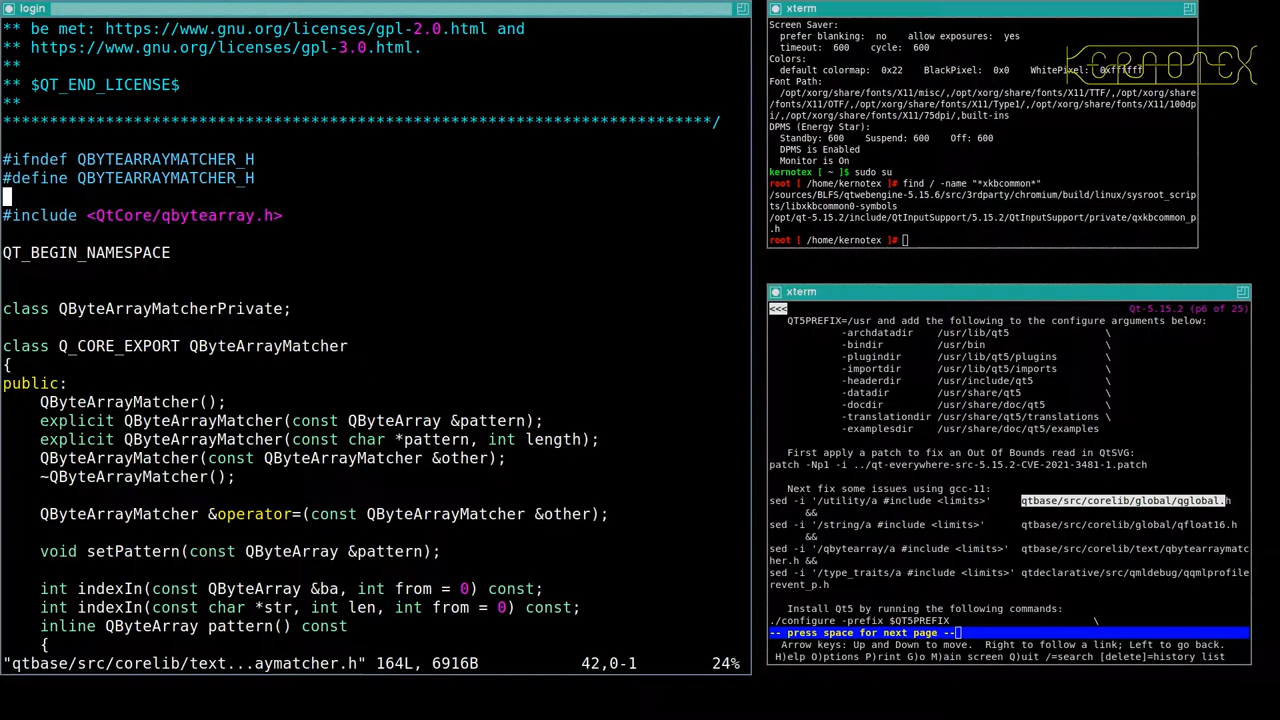 login
** be met: https://www.gnu.org/licenses/gpl-2.0.html and
** https://www.gnu.org/licenses/gpl-3.0.html.
**
** $QT_END_LICENSE$
**
****************************************************************************/
#ifndef QBYTEARRAYMATCHER_H
#define QBYTEARRAYMATCHER_H
#include <QtCore/qbytearray.h>
QT_BEGIN_NAMESPACE
class QByteArrayMatcherPrivate;
class Q_CORE_EXPORT QByteArrayMatcher
{
public:
QByteArrayMatcher();
explicit QByteArrayMatcher(const QByteArray &pattern);
explicit QByteArrayMatcher(const char *pattern, int length);
QByteArrayMatcher(const QByteArrayMatcher &other);
~QByteArrayMatcher();
QByteArrayMatcher &operator=(const QByteArrayMatcher &other);
void setPattern(const QByteArray &pattern);
int indexIn(const QByteArray &ba, int from = 0) const;
int indexIn(const char *str, int len, int from = 0) const;
inline QByteArray pattern() const
{
"qtbase/src/corelib/text...aymatcher.h" 164L, 6916B 42,0-1 24%
xterm
Screen Saver:
prefer blanking: no allow exposures: yes
timeout: 600 cycle: 600
Colors:
default colormap: 0x22 BlackPixel: 0x0 WhitePixel: 0xffffff
KERNOTEX
Font Path:
/opt/xorg/share/fonts/X11/misc/,/opt/xorg/share/fonts/X11/TTF/,/opt/xorg/share
/fonts/X11/OTF/,/opt/xorg/share/fonts/X11/Type1/,/opt/xorg/share/fonts/X11/100dp
i/,/opt/xorg/share/fonts/X11/75dpi/,built-ins
DPMS (Energy Star):
Standby: 600 Suspend: 600 Off: 600
DPMS is Enabled
Monitor is On
kernotex [ ~ ]$ sudo su
root [ /home/kernotex ]# find / -name "*xkbcommon*"
/sources/BLFS/qtwebengine-5.15.6/src/3rdparty/chromium/build/linux/sysroot_scrip
ts/libxkbcommon0-symbols
/opt/qt-5.15.2/include/QtInputSupport/5.15.2/QtInputSupport/private/qxkbcommon_p
.h
root [ /home/kernotex ]#
xterm
<<< Qt-5.15.2 (p6 of 25)
QT5PREFIX=/usr and add the following to the configure arguments below:
-archdatadir /usr/lib/qt5 \
-bindir /usr/bin \
-plugindir /usr/lib/qt5/plugins \
-importdir /usr/lib/qt5/imports \
-headerdir /usr/include/qt5 \
-datadir /usr/share/qt5 \
-docdir /usr/share/doc/qt5 \
-translationdir /usr/share/qt5/translations \
-examplesdir /usr/share/doc/qt5/examples
First apply a patch to fix an Out Of Bounds read in QtSVG:
patch -Np1 -i ../qt-everywhere-src-5.15.2-CVE-2021-3481-1.patch
Next fix some issues using gcc-11:
sed -i '/utility/a #include <limits>' qtbase/src/corelib/global/qglobal.h
&&
sed -i '/string/a #include <limits>' qtbase/src/corelib/global/qfloat16.h
&&
sed -i '/qbytearray/a #include <limits>' qtbase/src/corelib/text/qbytearraymatc
her.h &&
sed -i '/type_traits/a #include <limits>' qtdeclarative/src/qmldebug/qqmlprofile
revent_p.h
Install Qt5 by running the following commands:
./configure -prefix $QT5PREFIX \
-- press space for next page --
Arrow keys: Up and Down to move. Right to follow a link; Left to go back.
H)elp O)ptions P)rint G)o M)ain screen Q)uit /=search [delete]=history list